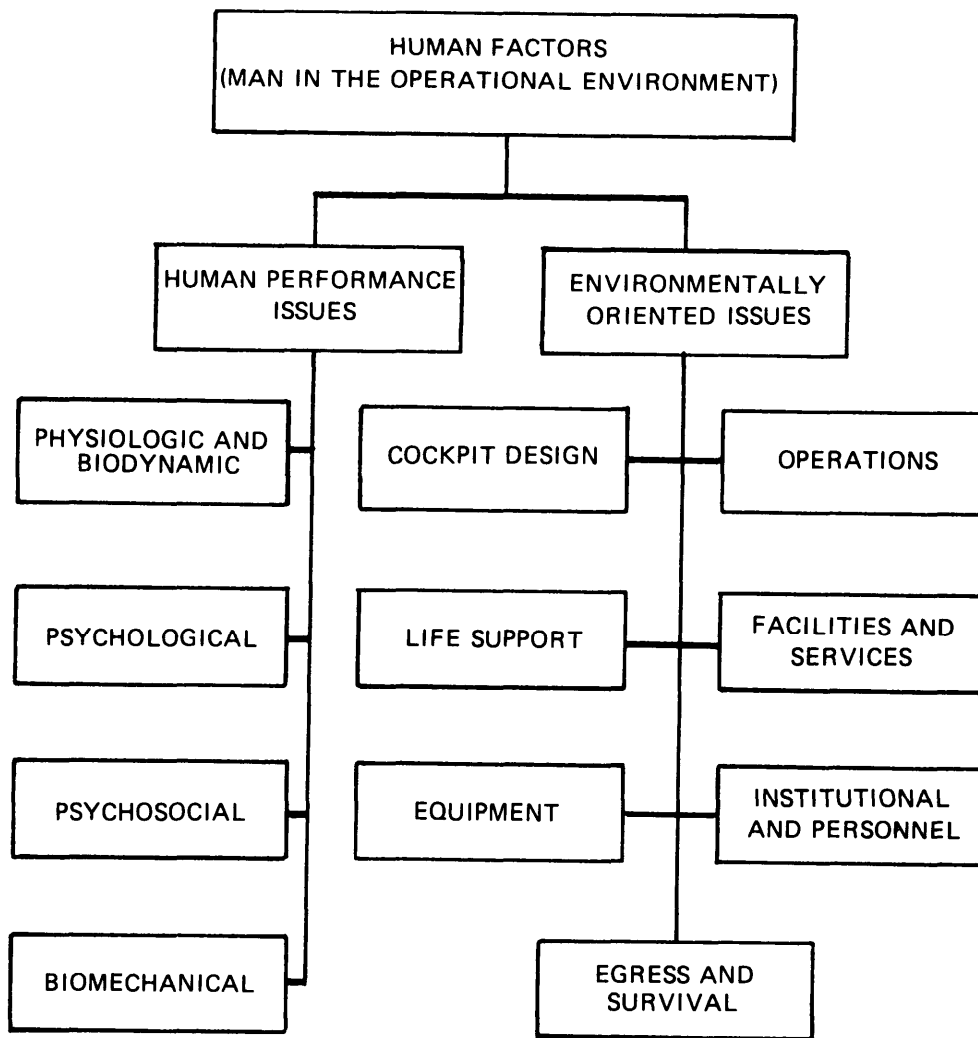 HUMAN FACTORS
(MAN IN THE OPERATIONAL ENVIRONMENT)
HUMAN PERFORMANCE
ISSUES
ENVIRONMENTALLY
ORIENTED ISSUES
PHYSIOLOGIC AND
BIODYNAMIC
PSYCHOLOGICAL
PSYCHOSOCIAL
BIOMECHANICAL
COCKPIT DESIGN
OPERATIONS
LIFE SUPPORT
FACILITIES AND
SERVICES
EQUIPMENT
INSTITUTIONAL
AND PERSONNEL
EGRESS AND
SURVIVAL